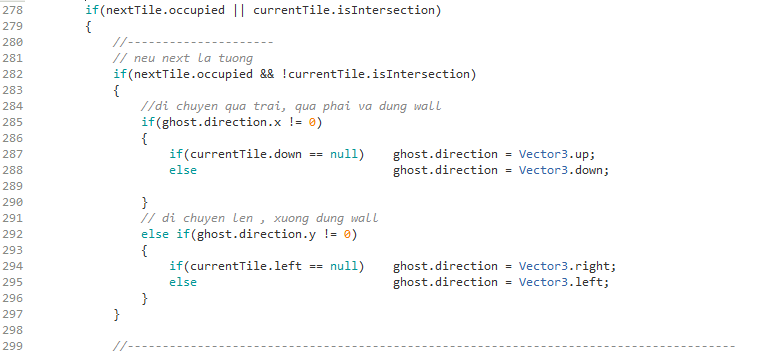 278 if(nextTile.occupied || currentTile.isIntersection)
279 {
280 //---------------------
281 // neu next la tuong
282 if(nextTile.occupied && !currentTile.isIntersection)
283 {
284 //di chuyen qua trai, qua phai va dung wall
285 if(ghost.direction.x != 0)
286 {
287 if(currentTile.down == null) ghost.direction = Vector3.up;
288 else ghost.direction = Vector3.down;
289
290 }
291 // di chuyen len , xuong dung wall
292 else if(ghost.direction.y != 0)
293 {
294 if(currentTile.left == null) ghost.direction = Vector3.right;
295 else ghost.direction = Vector3.left;
296 }
297 }
298
299 //---------------------------------------------------------------------------------------